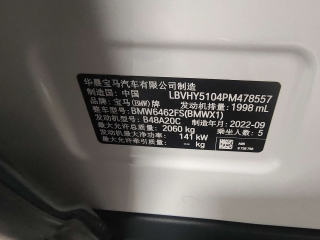 华晨宝马汽车有限公司制造
制造国：中国 LBVHY5104PM478557
品牌：宝马(BMW)牌 发动机排量：1998 mL
整车型号：BMW6462FS(BMWX1)
发动机型号：B48A20C 制造年月：2022-09
最大允许总质量：2060 kg 乘坐人数：5
发动机最大净功率：141 kW
最大允许牵引质量：-- kg